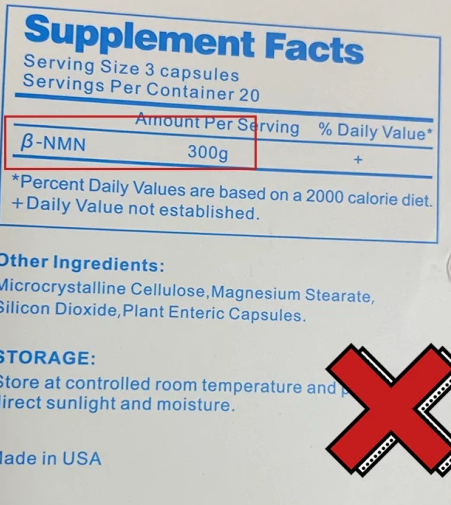 Supplement Facts
Serving Size 3 capsules
Servings Per Container 20
Amount Per Serving % Daily Value*
β-NMN 300g +
*Percent Daily Values are based on a 2000 calorie diet.
+Daily Value not established.
Other Ingredients:
Microcrystalline Cellulose,Magnesium Stearate,
Silicon Dioxide,Plant Enteric Capsules.
STORAGE:
Store at controlled room temperature and
direct sunlight and moisture.
Made in USA